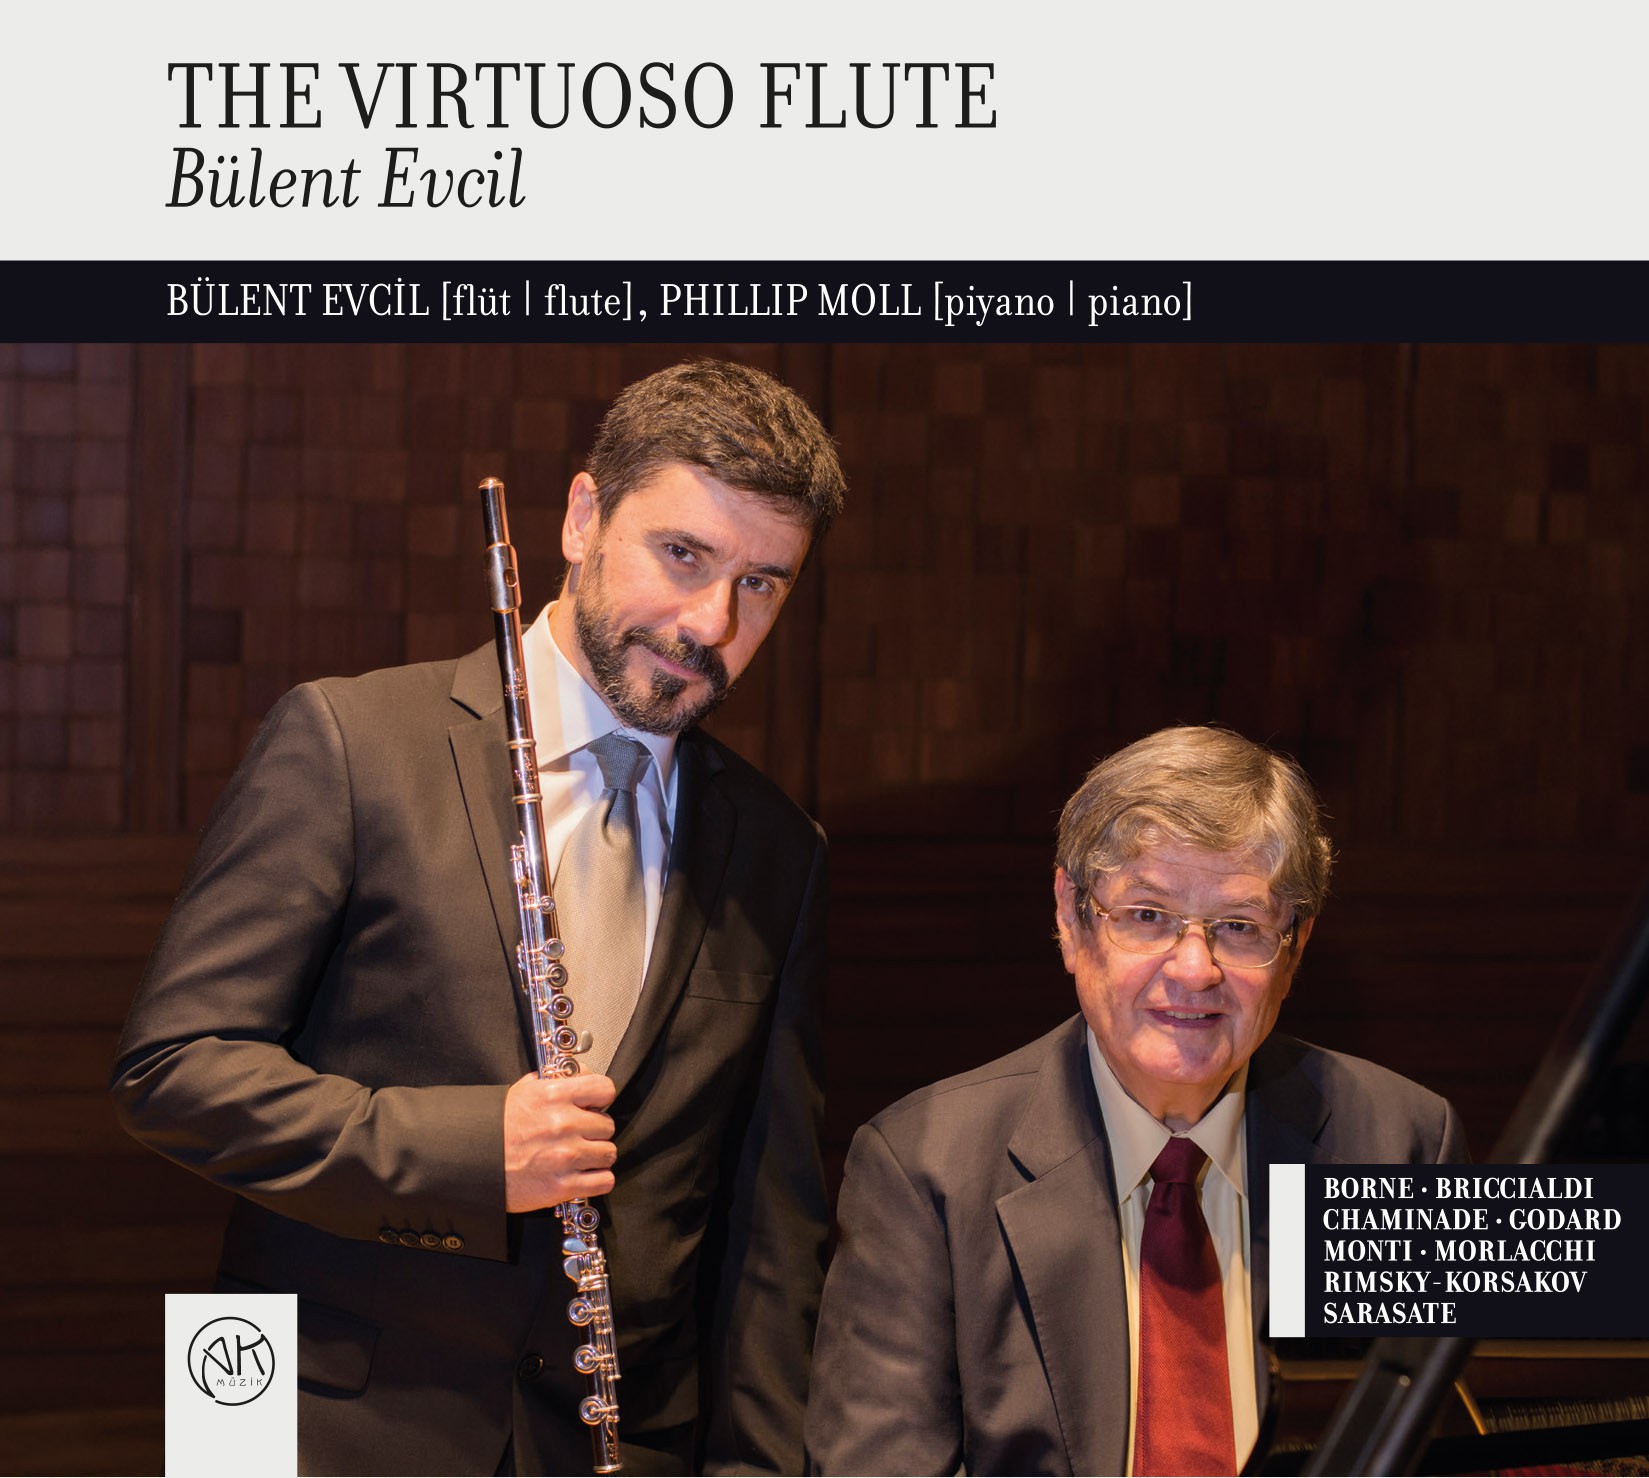 THE VIRTUOSO FLUTE
Bülent Evcil
BÜLENT EVCİL [flüt | flute], PHILLIP MOLL [piyano | piano]
BORNE · BRICCIALDI
CHAMINADE · GODARD
MONTI · MORLACCHI
RIMSKY-KORSAKOV
SARASATE
AK
MÜZİK